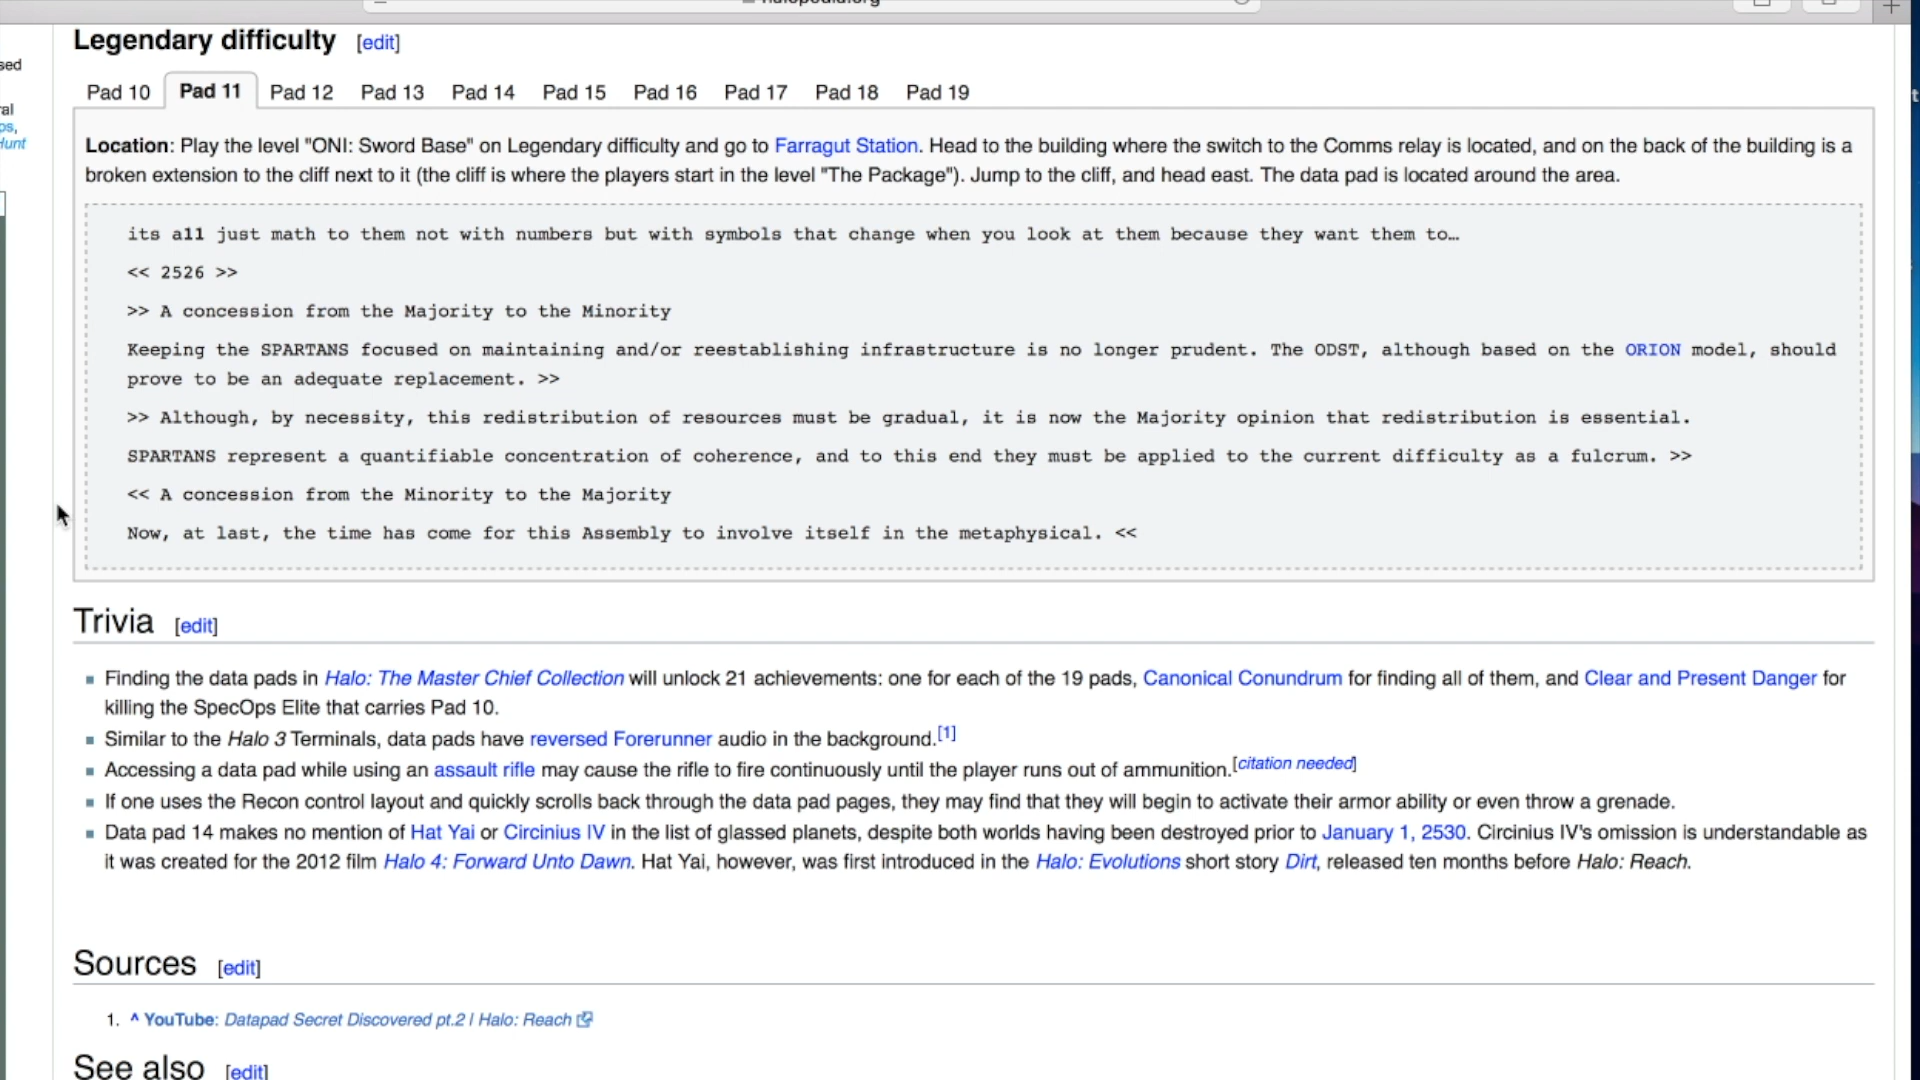 sed
Legendary difficulty [edit]
Pad 10 Pad 11 Pad 12 Pad 13 Pad 14 Pad 15 Pad 16 Pad 17 Pad 18 Pad 19
al
ps,
Hunt
Location: Play the level "ONI: Sword Base" on Legendary difficulty and go to Farragut Station. Head to the building where the switch to the Comms relay is located, and on the back of the building is a
broken extension to the cliff next to it (the cliff is where the players start in the level "The Package"). Jump to the cliff, and head east. The data pad is located around the area.
its a11 just math to them not with numbers but with symbols that change when you look at them because they want them to…
<< 2526 >>
>> A concession from the Majority to the Minority
Keeping the SPARTANS focused on maintaining and/or reestablishing infrastructure is no longer prudent. The ODST, although based on the ORION model, should
prove to be an adequate replacement. >>
>> Although, by necessity, this redistribution of resources must be gradual, it is now the Majority opinion that redistribution is essential.
SPARTANS represent a quantifiable concentration of coherence, and to this end they must be applied to the current difficulty as a fulcrum. >>
<< A concession from the Minority to the Majority
Now, at last, the time has come for this Assembly to involve itself in the metaphysical. <<
Trivia [edit]
Finding the data pads in Halo: The Master Chief Collection will unlock 21 achievements: one for each of the 19 pads, Canonical Conundrum for finding all of them, and Clear and Present Danger for
killing the SpecOps Elite that carries Pad 10.
Similar to the Halo 3 Terminals, data pads have reversed Forerunner audio in the background.[1]
Accessing a data pad while using an assault rifle may cause the rifle to fire continuously until the player runs out of ammunition.[citation needed]
If one uses the Recon control layout and quickly scrolls back through the data pad pages, they may find that they will begin to activate their armor ability or even throw a grenade.
Data pad 14 makes no mention of Hat Yai or Circinius IV in the list of glassed planets, despite both worlds having been destroyed prior to January 1, 2530. Circinius IV's omission is understandable as
it was created for the 2012 film Halo 4: Forward Unto Dawn. Hat Yai, however, was first introduced in the Halo: Evolutions short story Dirt, released ten months before Halo: Reach.
Sources [edit]
1. ^ YouTube: Datapad Secret Discovered pt.2 | Halo: Reach
See also [edit]